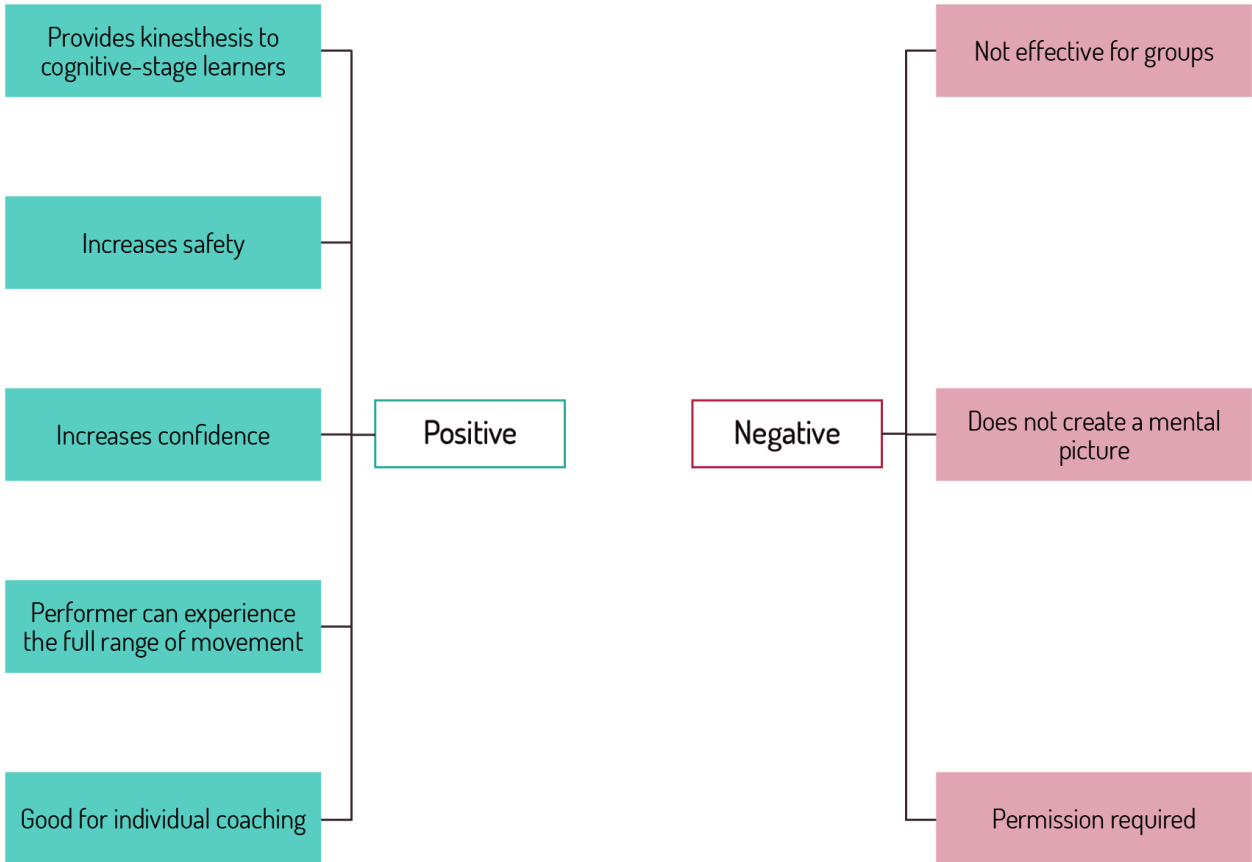 Provides kinesthesis to
cognitive-stage learners
Increases safety
Increases confidence
Performer can experience
the full range of movement
Good for individual coaching
Positive
Negative
Not effective for groups
Does not create a mental
picture
Permission required